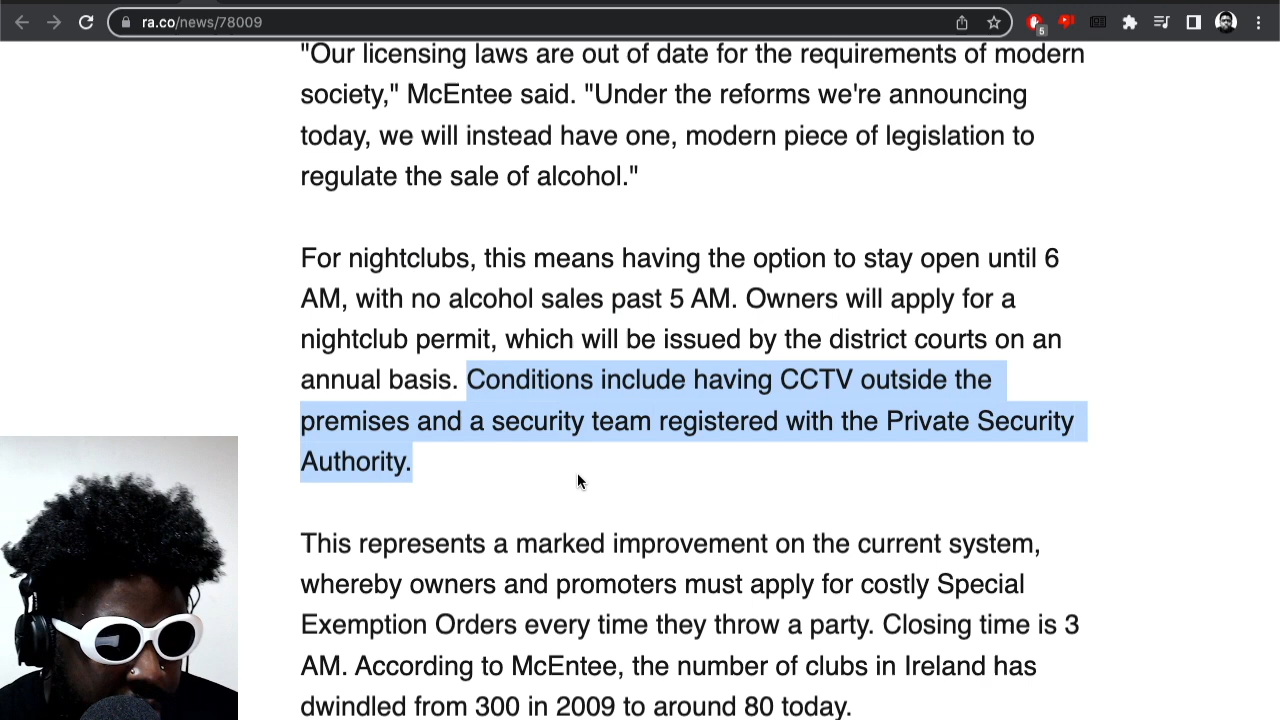 ra.co/news/78009
5
"Our licensing laws are out of date for the requirements of modern
society," McEntee said. "Under the reforms we're announcing
today, we will instead have one, modern piece of legislation to
regulate the sale of alcohol."
For nightclubs, this means having the option to stay open until 6
AM, with no alcohol sales past 5 AM. Owners will apply for a
nightclub permit, which will be issued by the district courts on an
annual basis. Conditions include having CCTV outside the
premises and a security team registered with the Private Security
Authority.
This represents a marked improvement on the current system,
whereby owners and promoters must apply for costly Special
Exemption Orders every time they throw a party. Closing time is 3
AM. According to McEntee, the number of clubs in Ireland has
dwindled from 300 in 2009 to around 80 today.